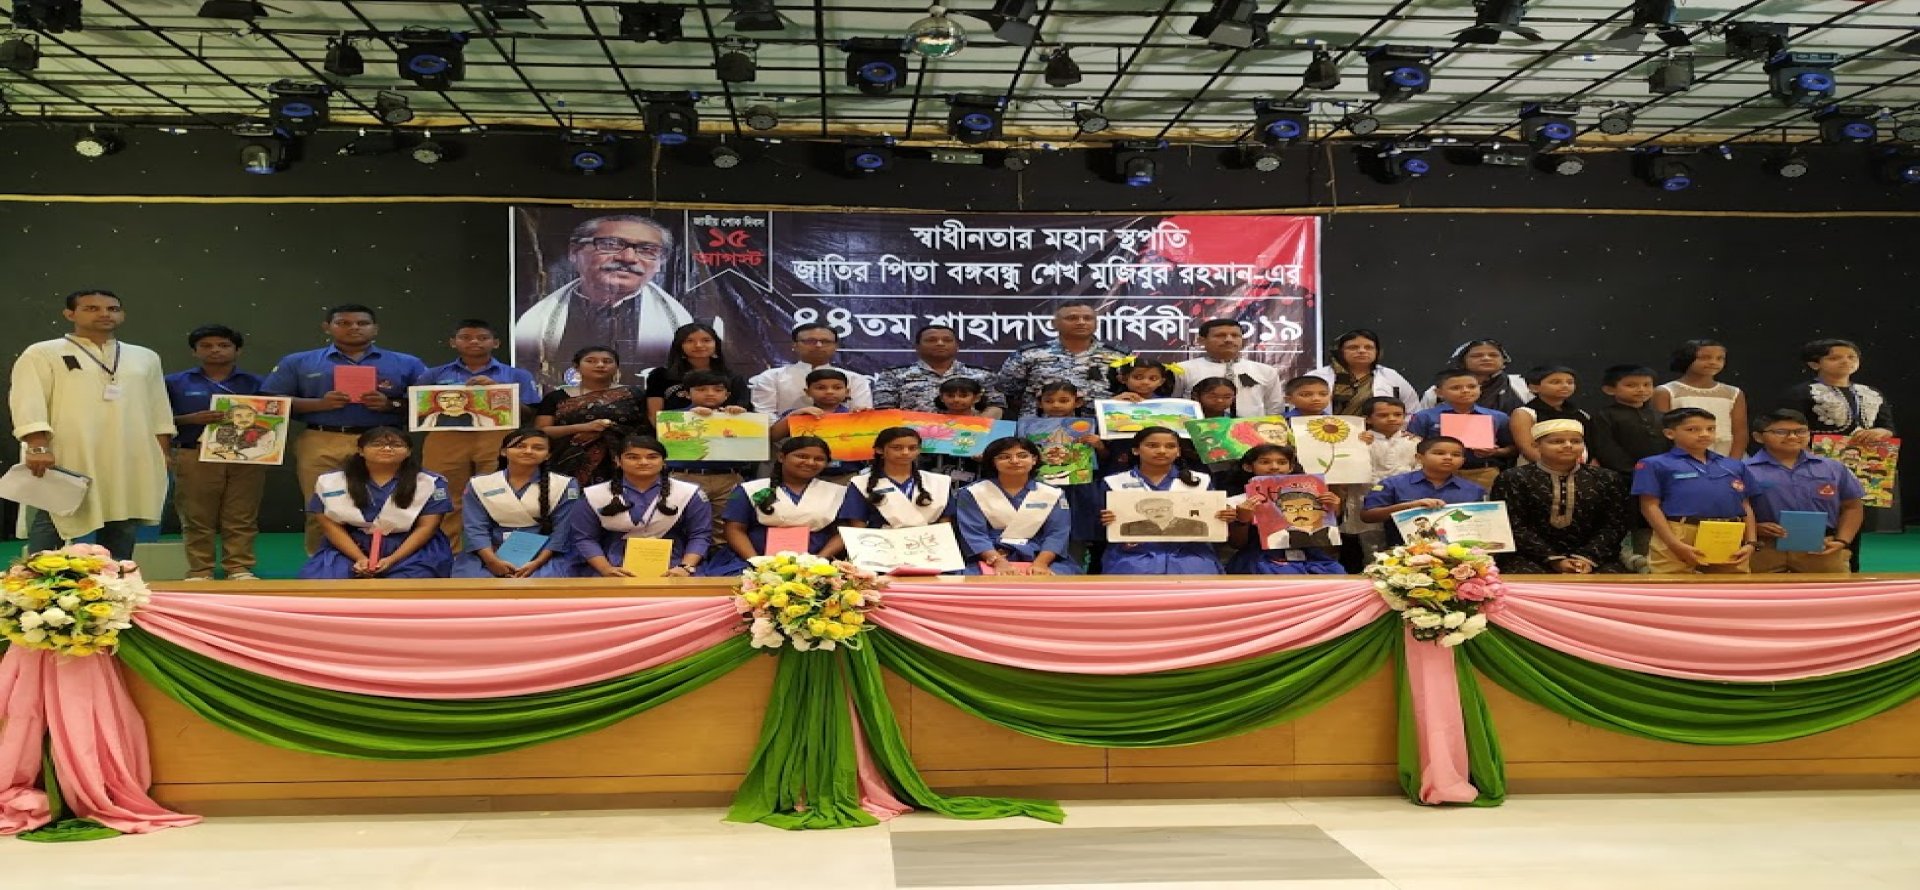 জাতীয় শোক দিবস
১৫
আগস্ট
স্বাধীনতার মহান স্থপতি
জাতির পিতা বঙ্গবন্ধু শেখ মুজিবুর রহমান-এর
৪৪তম শাহাদাত বার্ষিকী-২০১৯